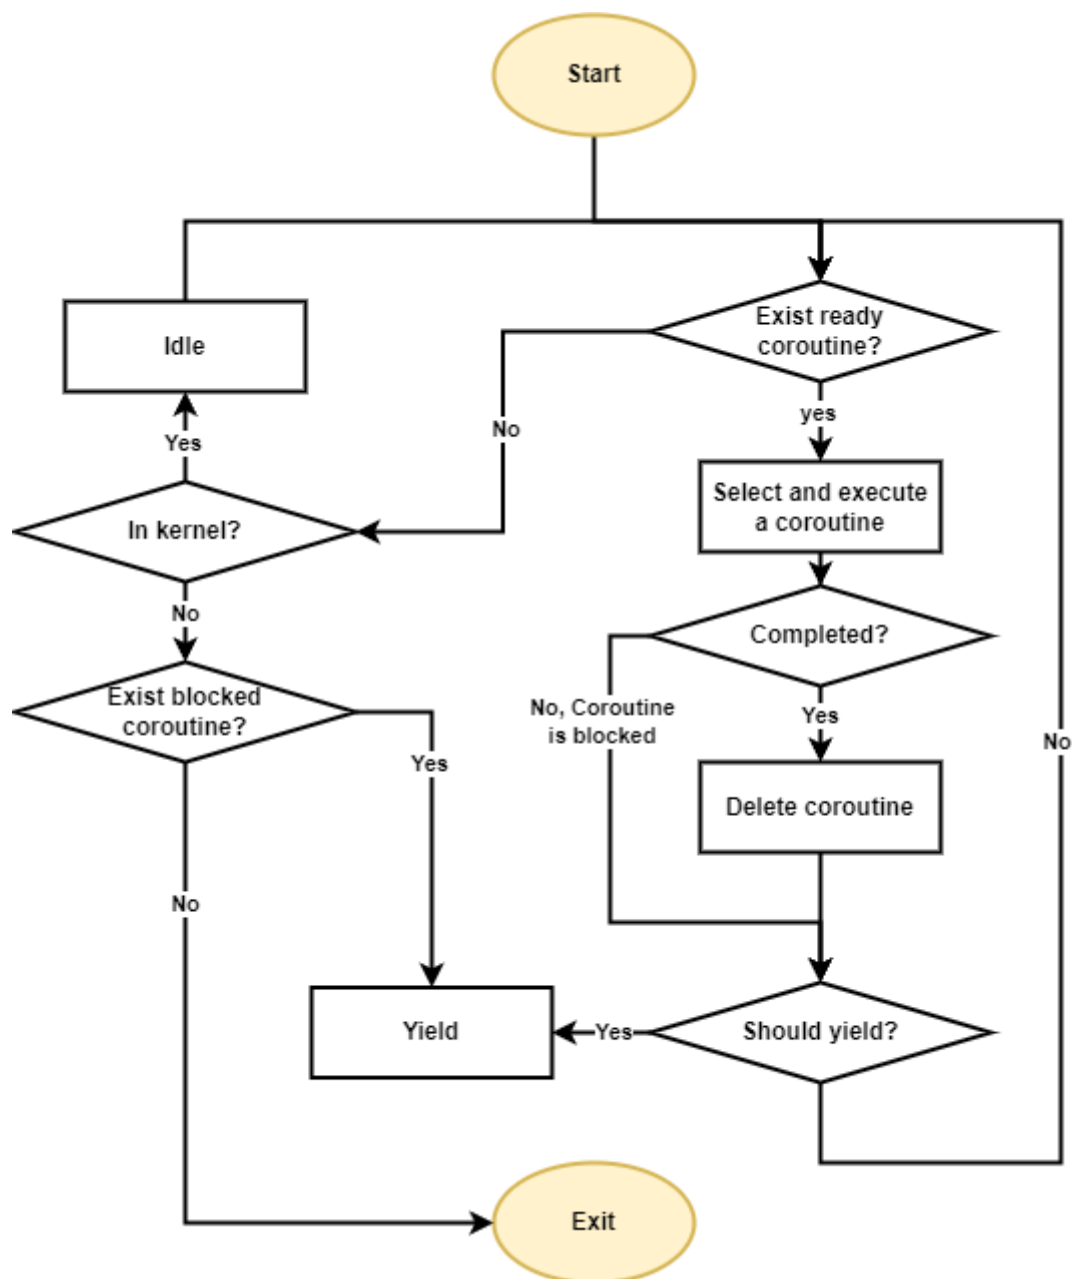 Start
Exist ready
coroutine?
Idle
No
yes
Yes
Select and execute
a coroutine
In kernel?
No
Completed?
Exist blocked
coroutine?
No, Coroutine
is blocked
Yes
No
Yes
Delete coroutine
No
Yield
Yes
Should yield?
Exit